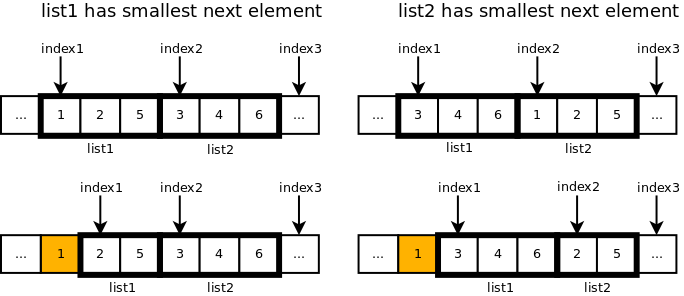 list1 has smallest next element
index1 index2 index3
... 1 2 5 3 4 6 ...
list1 list2
index1 index2 index3
... 1 2 5 3 4 6 ...
list1 list2
list2 has smallest next element
index1 index2 index3
... 3 4 6 1 2 5 ...
list1 list2
index1 index2 index3
... 1 3 4 6 2 5 ...
list1 list2